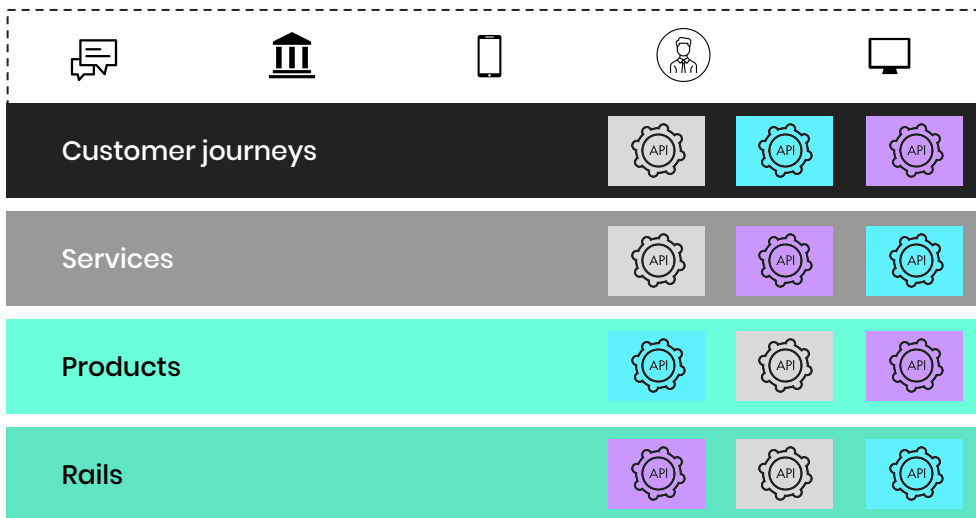 Customer journeys API API API
Services API API API
Products API API API
Rails API API API